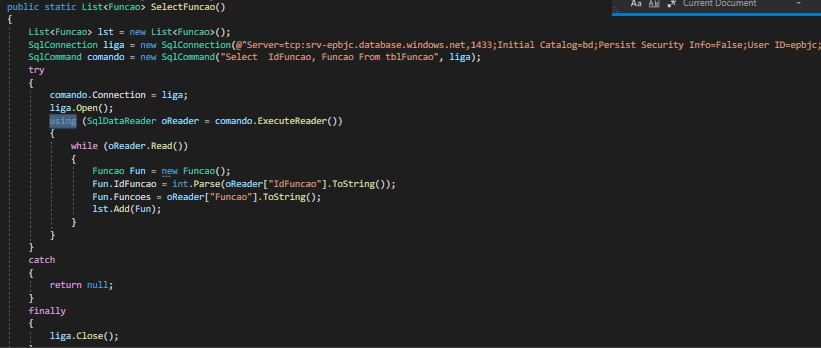 Aa Ab Current Document
public static List<Funcao> SelectFuncao()
{
List<Funcao> lst = new List<Funcao>();
SqlConnection liga = new SqlConnection(@"Server=tcp:srv-epbjc.database.windows.net,1433;Initial Catalog=bd;Persist Security Info=False;User ID=epbjc;
SqlCommand comando = new SqlCommand("Select  IdFuncao, Funcao From tblFuncao", liga);
try
{
comando.Connection = liga;
liga.Open();
using (SqlDataReader oReader = comando.ExecuteReader())
{
while (oReader.Read())
{
Funcao Fun = new Funcao();
Fun.IdFuncao = int.Parse(oReader["IdFuncao"].ToString());
Fun.Funcoes = oReader["Funcao"].ToString();
lst.Add(Fun);
}
}
}
catch
{
return null;
}
finally
{
liga.Close();